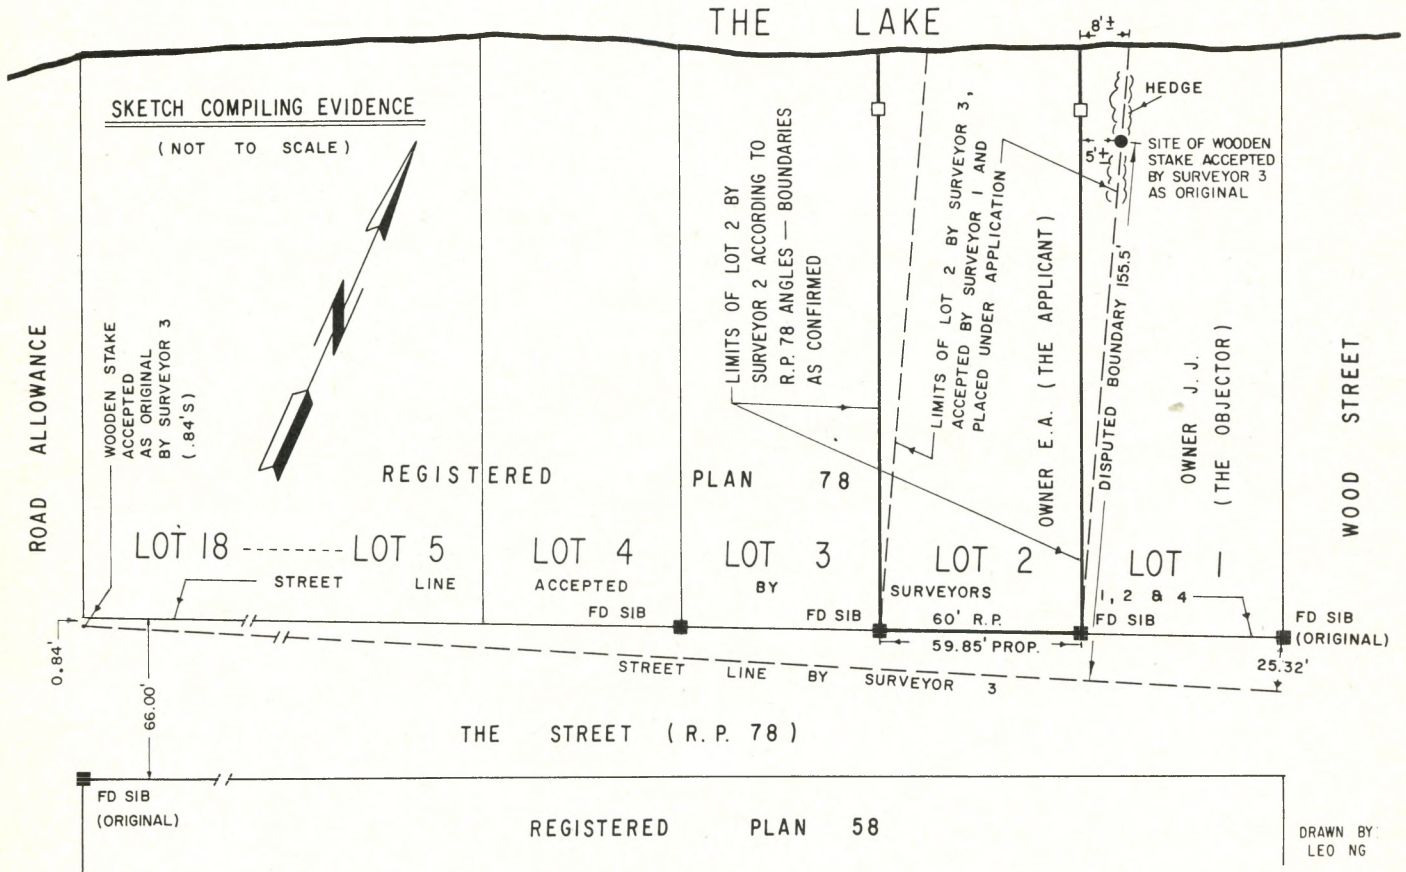 THE LAKE
8'±
SKETCH COMPILING EVIDENCE
(NOT TO SCALE)
HEDGE
SITE OF WOODEN
STAKE ACCEPTED
BY SURVEYOR 3
AS ORIGINAL
5'±
LIMITS OF LOT 2 BY
SURVEYOR 2 ACCORDING TO
R.P. 78 ANGLES — BOUNDARIES
AS CONFIRMED
LIMITS OF LOT 2 BY SURVEYOR 3,
ACCEPTED BY SURVEYOR 1 AND
PLACED UNDER APPLICATION
OWNER E.A. (THE APPLICANT)
DISPUTED BOUNDARY 155.5'
OWNER J.J.
(THE OBJECTOR)
WOOD STREET
ROAD ALLOWANCE
WOODEN STAKE
ACCEPTED
AS ORIGINAL
BY SURVEYOR 3
(.84'S)
REGISTERED PLAN 78
LOT 18 -------- LOT 5 LOT 4 LOT 3 LOT 2 LOT 1
STREET LINE ACCEPTED BY SURVEYORS 1, 2 & 4
FD SIB FD SIB FD SIB FD SIB
(ORIGINAL)
60' R.P.
59.85' PROP.
25.32'
0.84'
66.00'
STREET LINE BY SURVEYOR 3
THE STREET (R.P. 78)
FD SIB
(ORIGINAL)
REGISTERED PLAN 58
DRAWN BY:
LEO NG